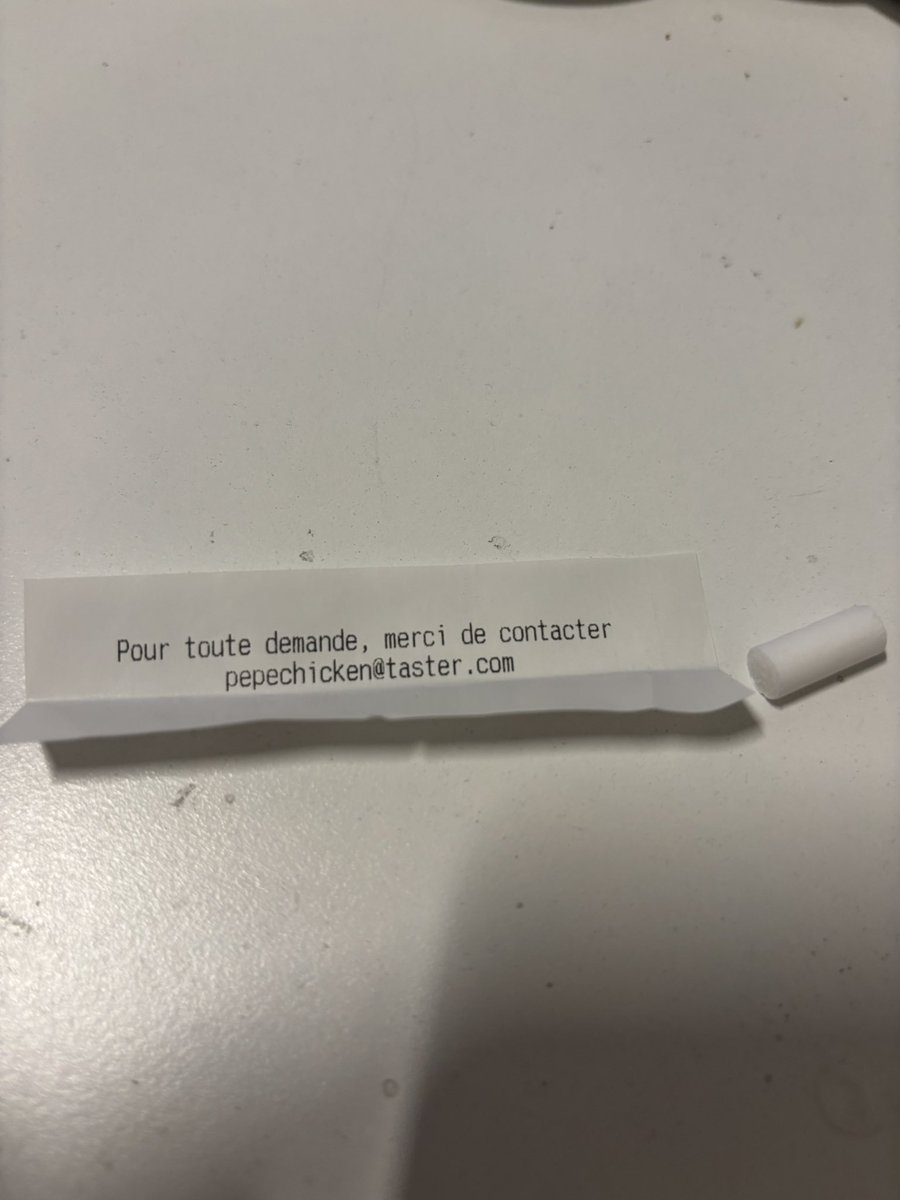 Pour toute demande, merci de contacter
pepechicken@taster.com